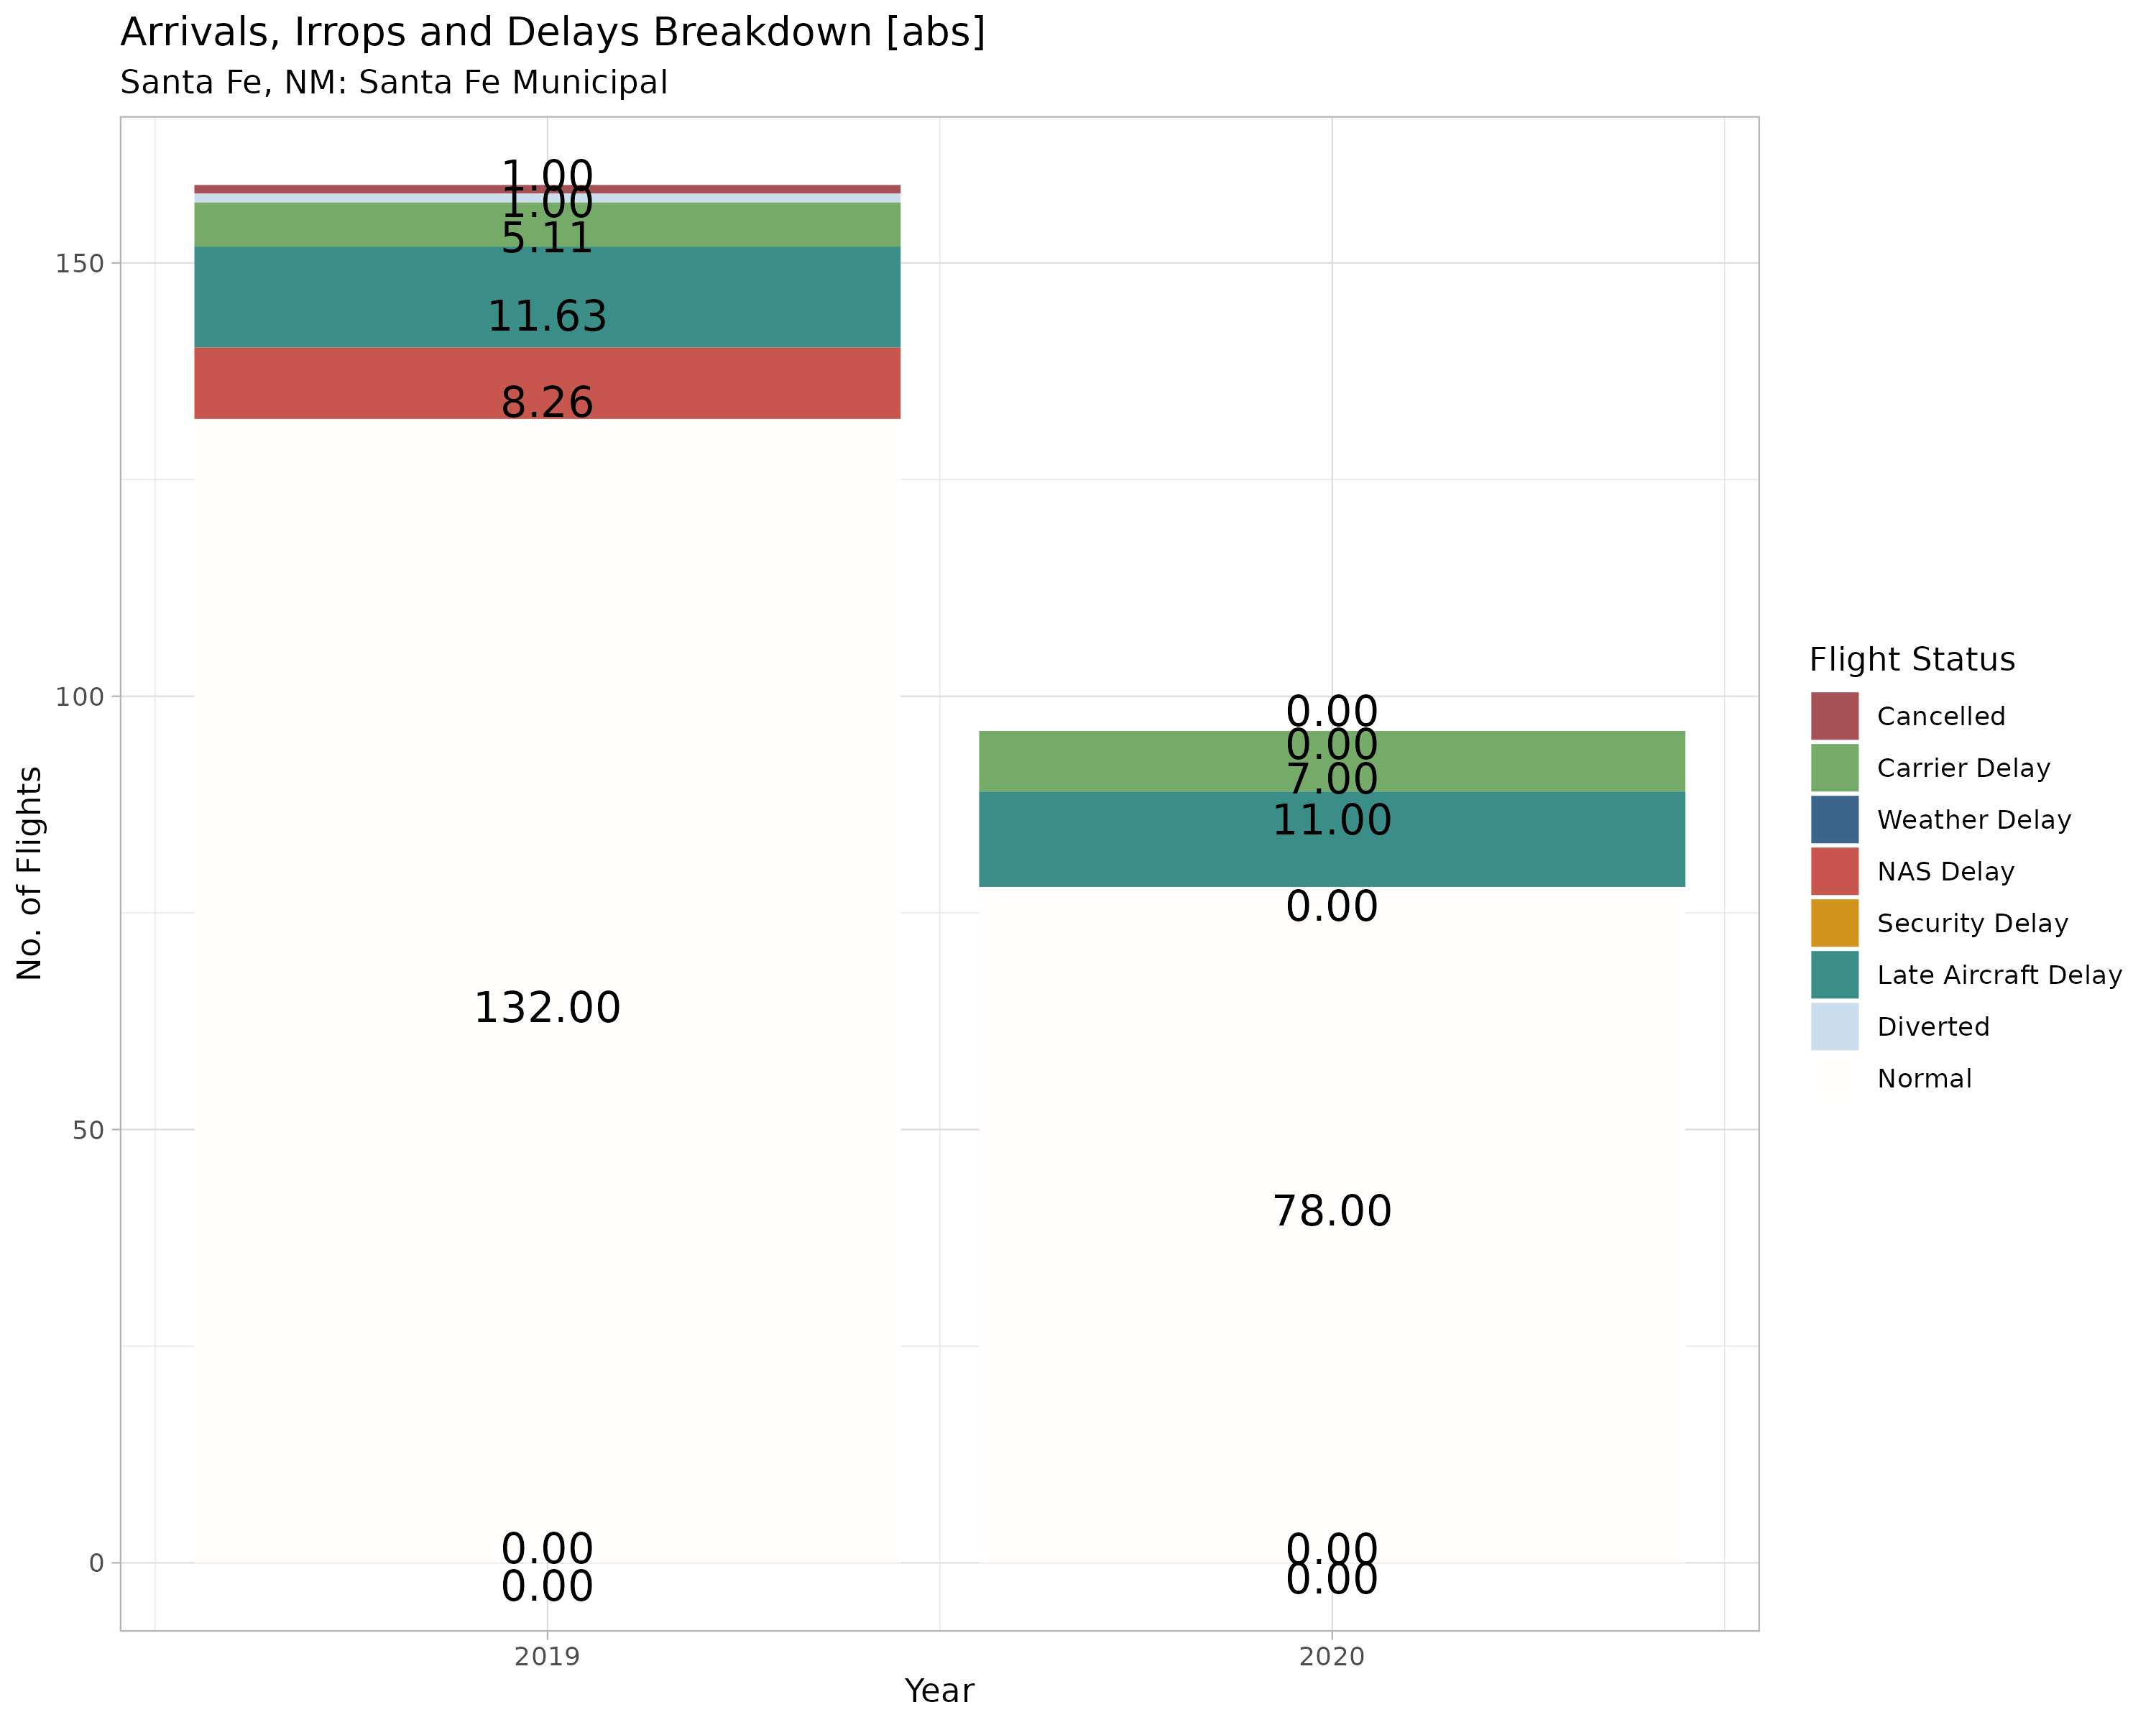 Arrivals, Irrops and Delays Breakdown [abs]
Santa Fe, NM: Santa Fe Municipal
No. of Flights
150
100
50
0
1.00
1.00
5.11
11.63
8.26
132.00
0.00
0.00
0.00
0.00
7.00
11.00
0.00
78.00
0.00
0.00
2019
2020
Year
Flight Status
Cancelled
Carrier Delay
Weather Delay
NAS Delay
Security Delay
Late Aircraft Delay
Diverted
Normal